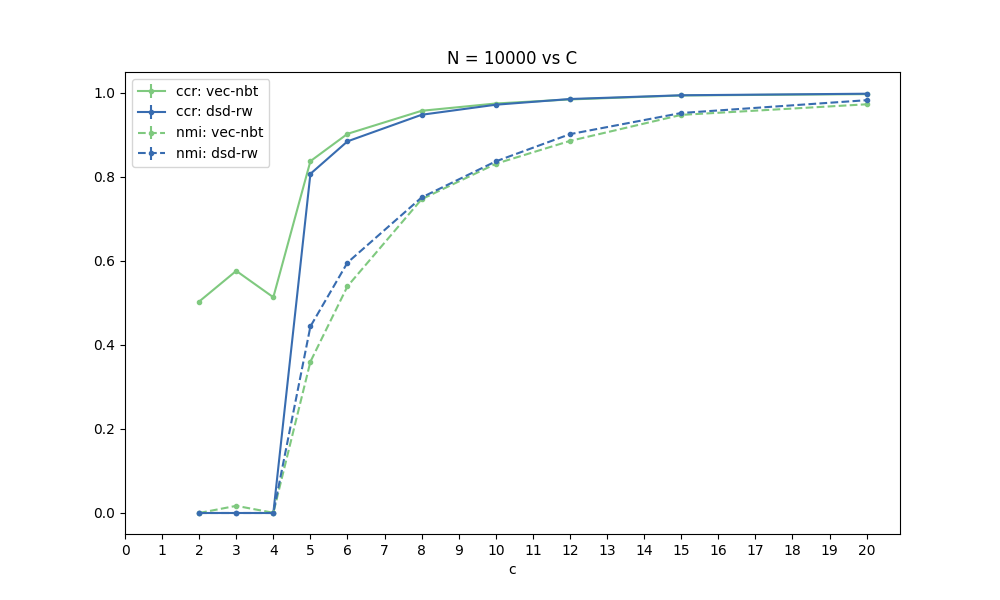 N = 10000 vs C
ccr: vec-nbt
ccr: dsd-rw
nmi: vec-nbt
nmi: dsd-rw
1.0
0.8
0.6
0.4
0.2
0.0
0 1 2 3 4 5 6 7 8 9 10 11 12 13 14 15 16 17 18 19 20
c